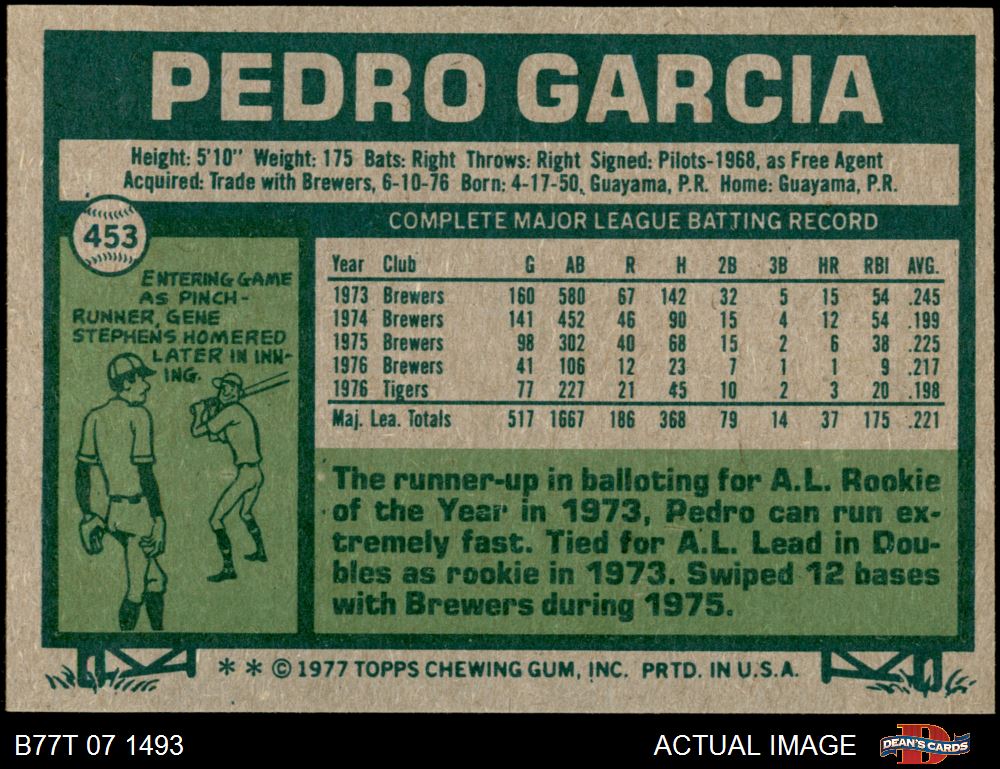 PEDRO GARCIA
Height: 5'10" Weight: 175 Bats: Right Throws: Right Signed: Pilots-1968, as Free Agent
Acquired: Trade with Brewers, 6-10-76 Born: 4-17-50, Guayama, P.R. Home: Guayama, P.R.
453
ENTERING GAME
AS PINCH-
RUNNER, GENE
STEPHENS HOMERED
LATER IN INN-
ING.
COMPLETE MAJOR LEAGUE BATTING RECORD
Year Club G AB R H 2B 3B HR RBI AVG.
1973 Brewers 160 580 67 142 32 5 15 54 .245
1974 Brewers 141 452 46 90 15 4 12 54 .199
1975 Brewers 98 302 40 68 15 2 6 38 .225
1976 Brewers 41 106 12 23 7 1 1 9 .217
1976 Tigers 77 227 21 45 10 2 3 20 .198
Maj. Lea. Totals 517 1667 186 368 79 14 37 175 .221
The runner-up in balloting for A.L. Rookie
of the Year in 1973, Pedro can run ex-
tremely fast. Tied for A.L. Lead in Dou-
bles as rookie in 1973. Swiped 12 bases
with Brewers during 1975.
* * © 1977 TOPPS CHEWING GUM, INC. PRTD. IN U.S.A.
B77T 07 1493
ACTUAL IMAGE
D
DEAN'S CARDS